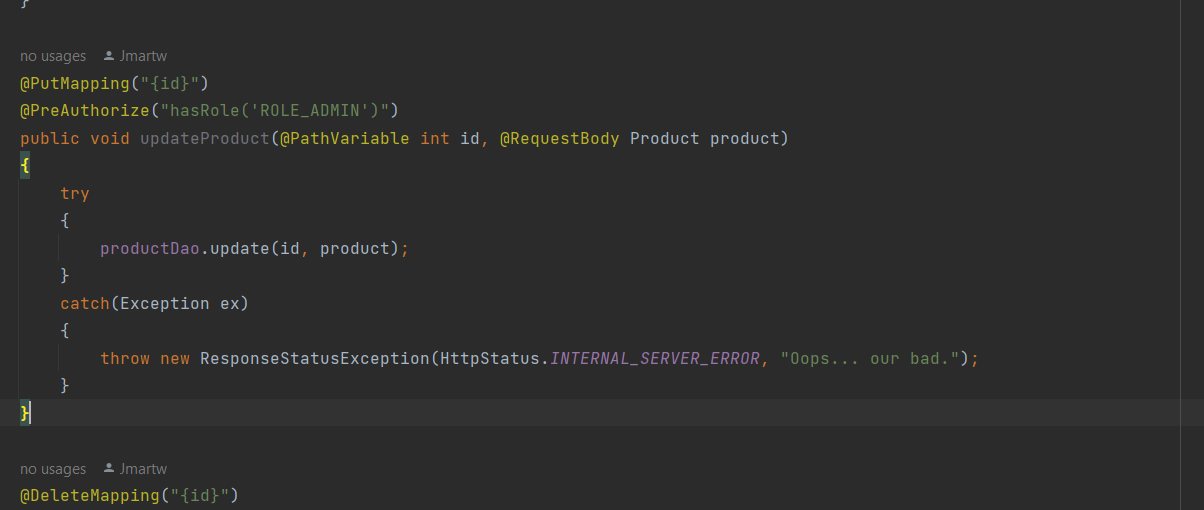 }
no usages Jmartw
@PutMapping("{id}")
@PreAuthorize("hasRole('ROLE_ADMIN')")
public void updateProduct(@PathVariable int id, @RequestBody Product product)
{
try
{
productDao.update(id, product);
}
catch(Exception ex)
{
throw new ResponseStatusException(HttpStatus.INTERNAL_SERVER_ERROR, "Oops... our bad.");
}
}
no usages Jmartw
@DeleteMapping("{id}")